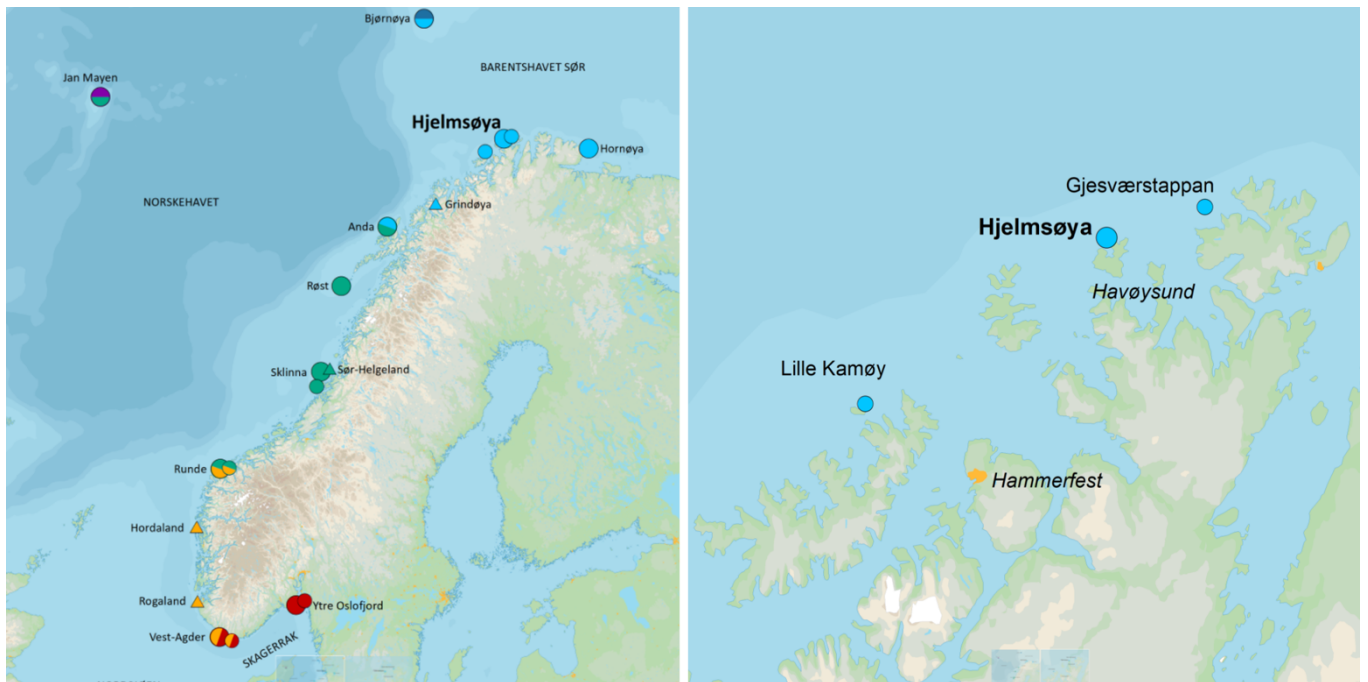 Bjørnøya
BARENTSHAVET SØR
Jan Mayen
Hjelmsøya
Hornøya
NORSKEHAVET
Grindøya
Anda
Røst
Sklinna
Sør-Helgeland
Runde
Hordaland
Rogaland
Ytre Oslofjord
Vest-Agder
SKAGERRAK
Gjesværstappan
Hjelmsøya
Havøysund
Lille Kamøy
Hammerfest